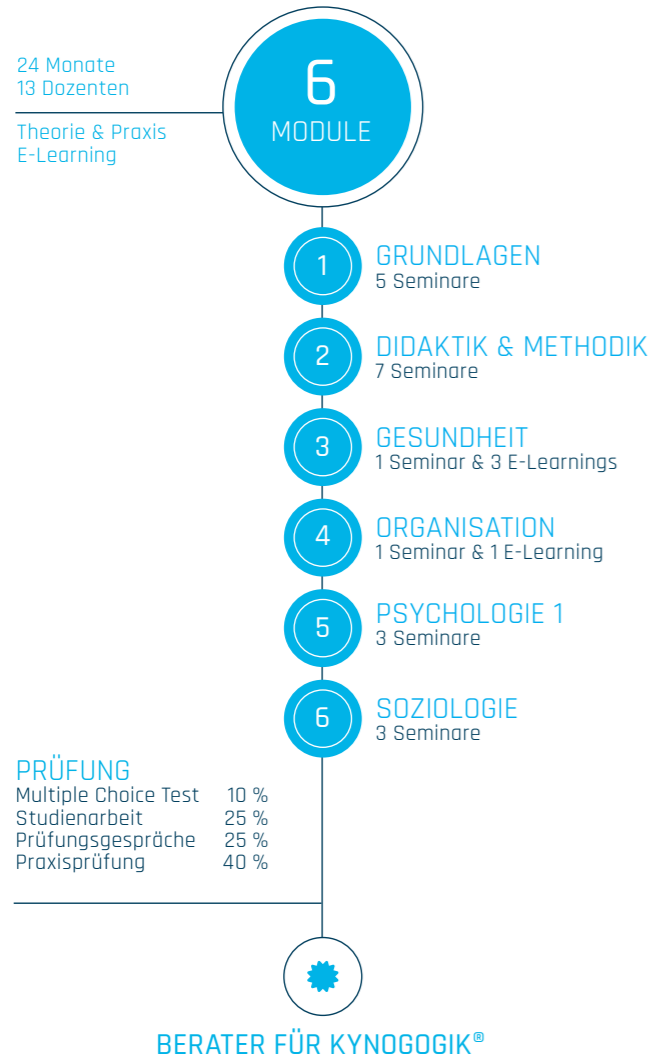 24 Monate
13 Dozenten
Theorie & Praxis
E-Learning
6
MODULE
1
GRUNDLAGEN
5 Seminare
2
DIDAKTIK & METHODIK
7 Seminare
3
GESUNDHEIT
1 Seminar & 3 E-Learnings
4
ORGANISATION
1 Seminar & 1 E-Learning
5
PSYCHOLOGIE 1
3 Seminare
6
SOZIOLOGIE
3 Seminare
PRÜFUNG
Multiple Choice Test 10 %
Studienarbeit 25 %
Prüfungsgespräche 25 %
Praxisprüfung 40 %
BERATER FÜR KYNOGOGIK®